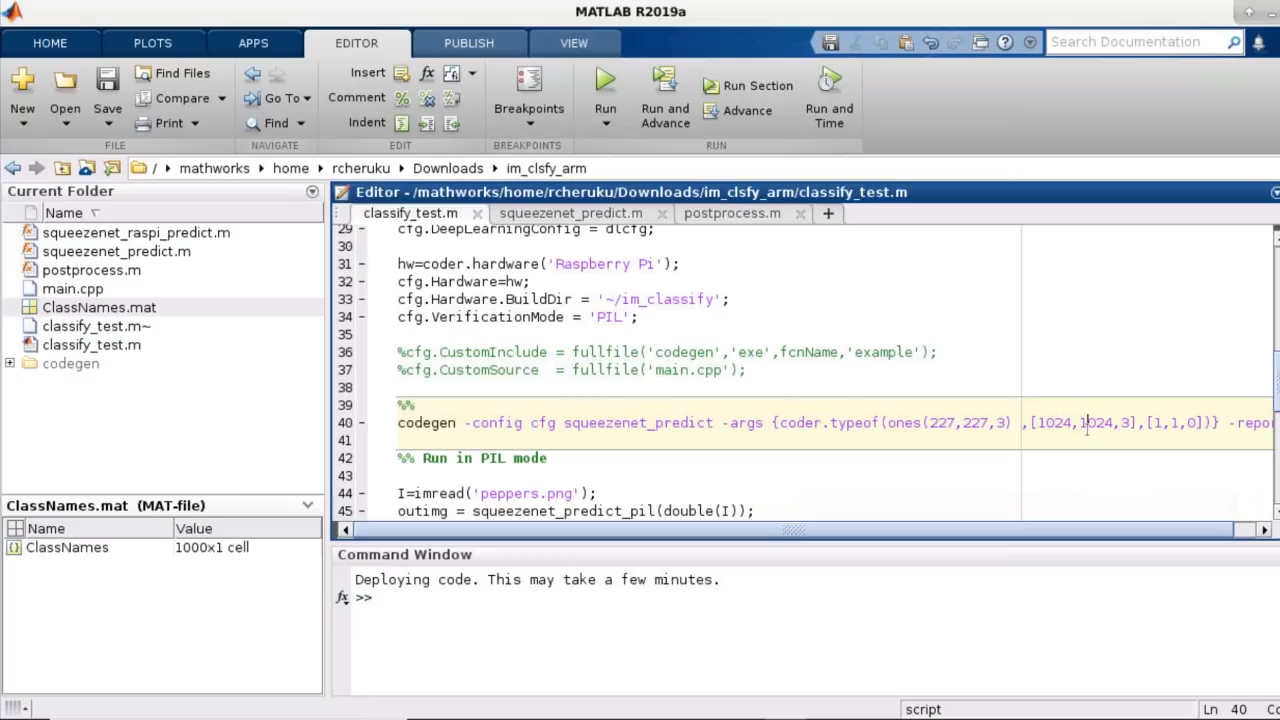 MATLAB R2019a
HOME PLOTS APPS EDITOR PUBLISH VIEW
Search Documentation
New Open Save Find Files Compare Print
Go To Find
Insert Comment Indent
fx
Breakpoints
Run Run and Advance Run Section Advance Run and Time
FILE NAVIGATE EDIT BREAKPOINTS RUN
/ mathworks home rcheruku Downloads im_clsfy_arm
Current Folder
Name
squeezenet_raspi_predict.m
squeezenet_predict.m
postprocess.m
main.cpp
ClassNames.mat
classify_test.m~
classify_test.m
codegen
ClassNames.mat (MAT-file)
Name Value
ClassNames 1000x1 cell
Editor - /mathworks/home/rcheruku/Downloads/im_clsfy_arm/classify_test.m
classify_test.m squeezenet_predict.m postprocess.m
29 - cfg.DeepLearningConfig = dlcfg;
30
31 - hw=coder.hardware('Raspberry Pi');
32 - cfg.Hardware=hw;
33 - cfg.Hardware.BuildDir = '~/im_classify';
34 - cfg.VerificationMode = 'PIL';
35
36 %cfg.CustomInclude = fullfile('codegen','exe',fcnName,'example');
37 %cfg.CustomSource  = fullfile('main.cpp');
38
39 %%
40 - codegen -config cfg squeezenet_predict -args {coder.typeof(ones(227,227,3) ,[1024,1024,3],[1,1,0])} -repor
41
42 %% Run in PIL mode
43
44 - I=imread('peppers.png');
45 - outimg = squeezenet_predict_pil(double(I));
Command Window
Deploying code. This may take a few minutes.
fx >>
script Ln 40